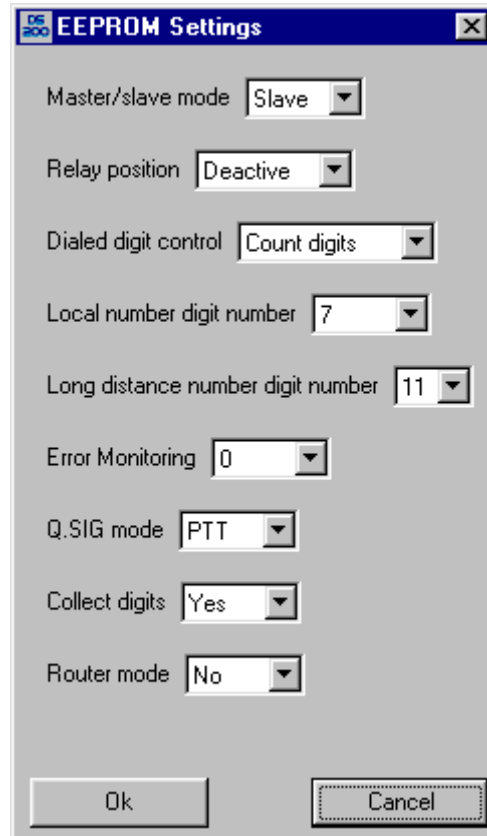 DS
200 EEPROM Settings
Master/slave mode Slave
Relay position Deactive
Dialed digit control Count digits
Local number digit number 7
Long distance number digit number 11
Error Monitoring 0
Q.SIG mode PTT
Collect digits Yes
Router mode No
Ok Cancel